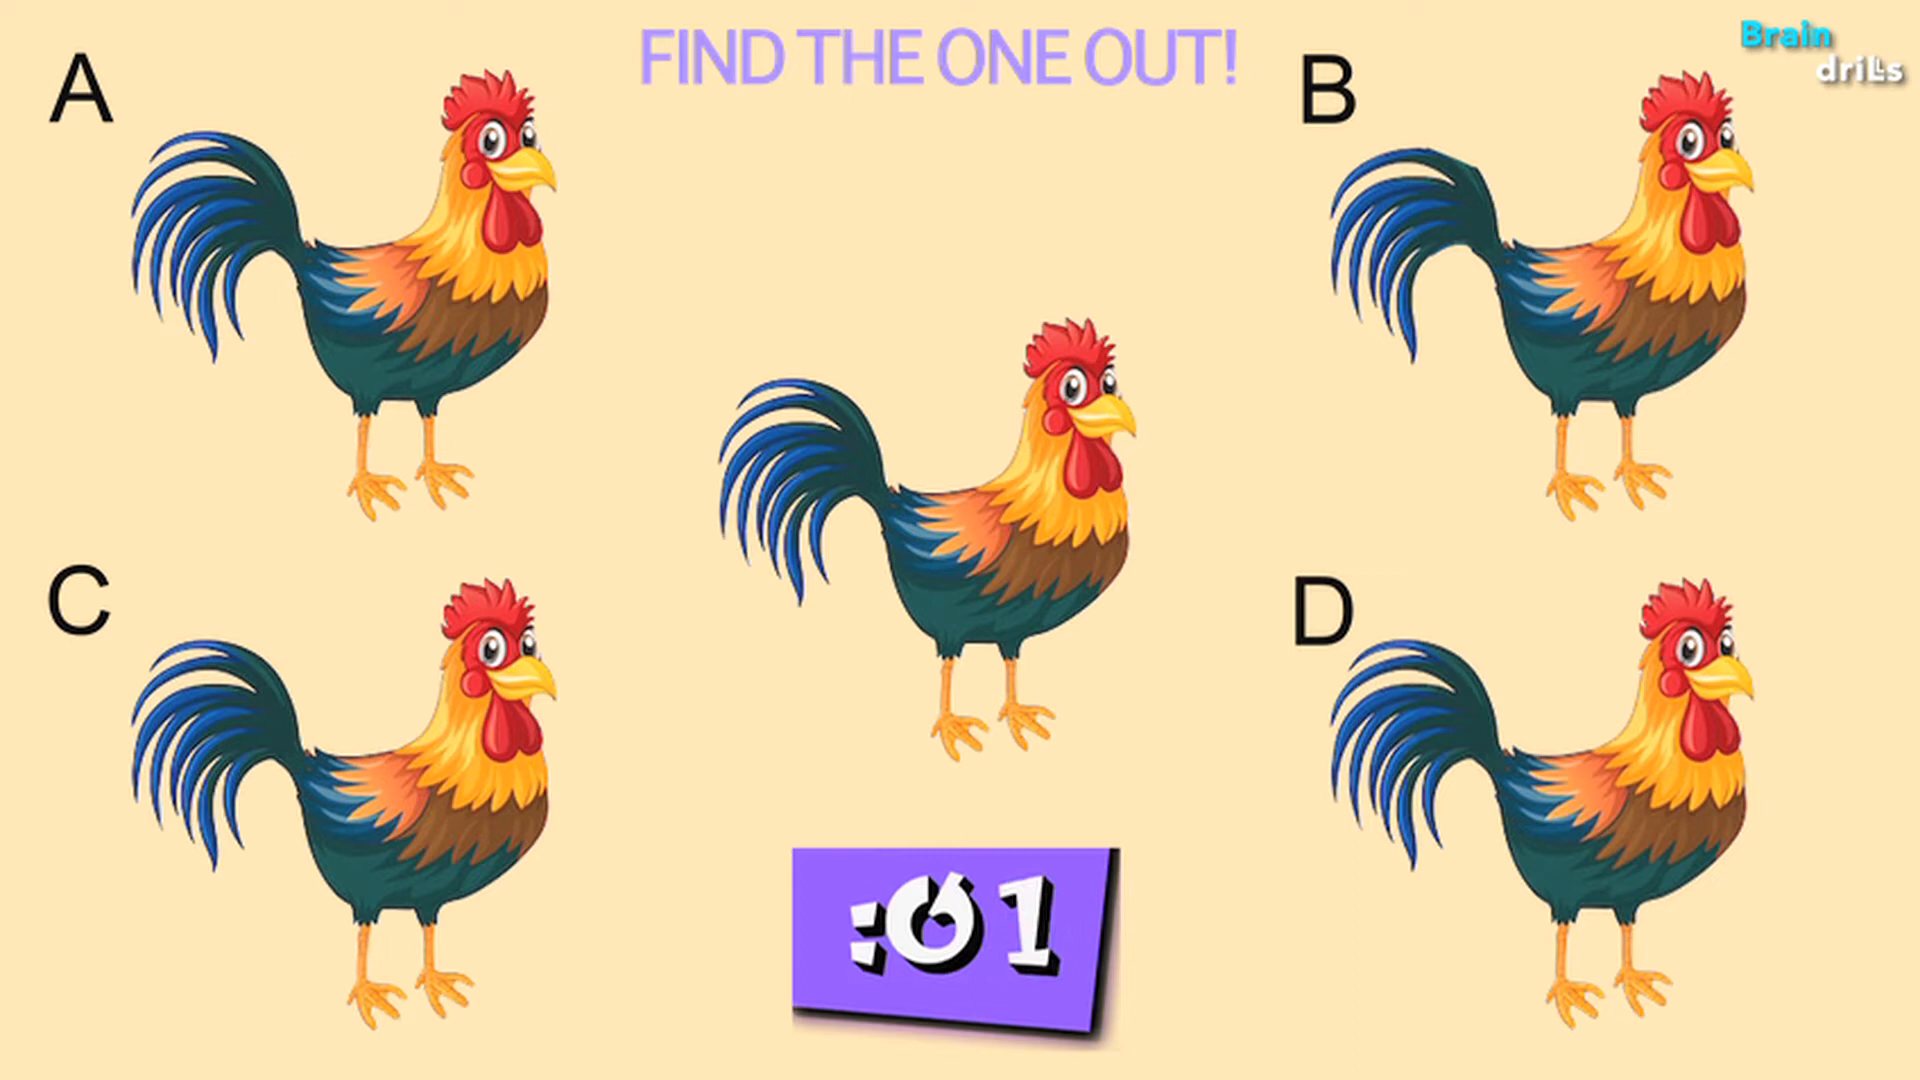 FIND THE ONE OUT!
Brain
drills
A
B
C
D
:01